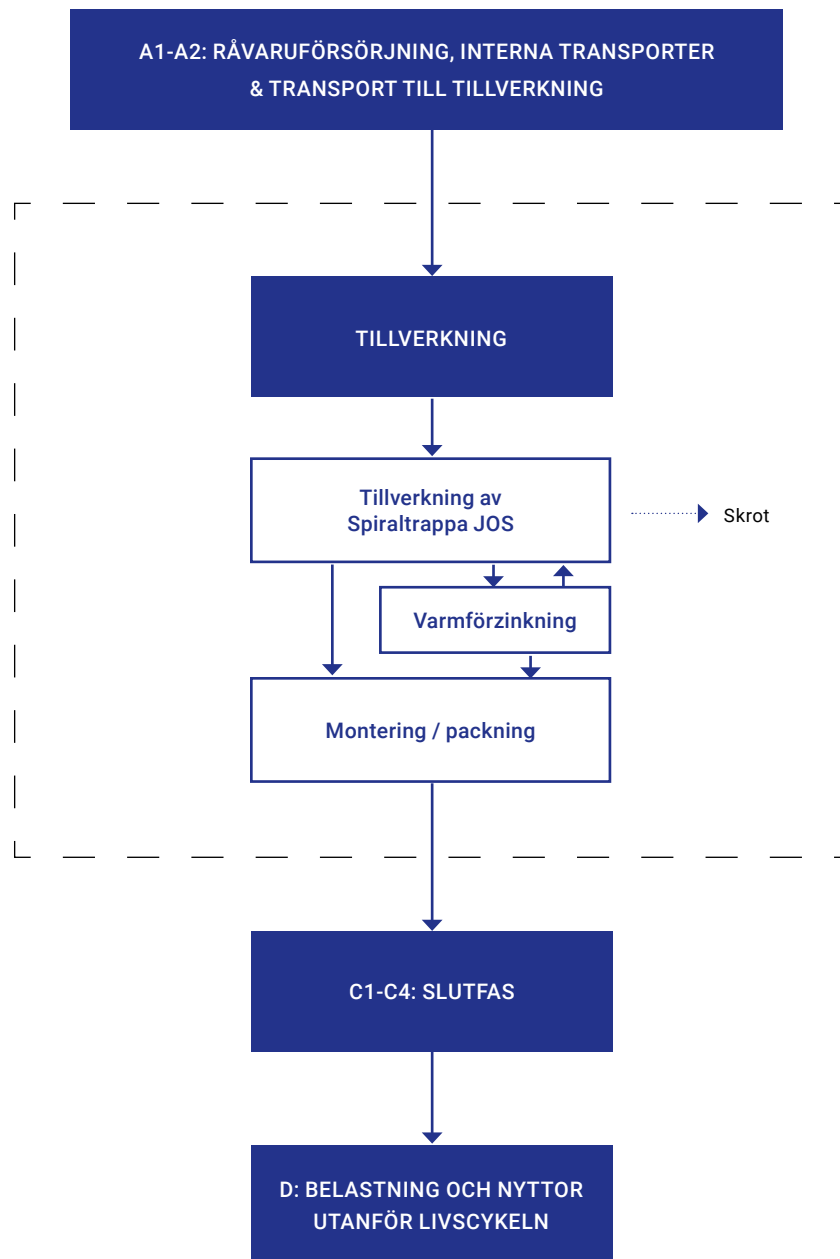 A1-A2: RÅVARUFÖRSÖRJNING, INTERNA TRANSPORTER
& TRANSPORT TILL TILLVERKNING
TILLVERKNING
Tillverkning av
Spiraltrappa JOS
Skrot
Varmförzinkning
Montering / packning
C1-C4: SLUTFAS
D: BELASTNING OCH NYTTOR
UTANFÖR LIVSCYKELN